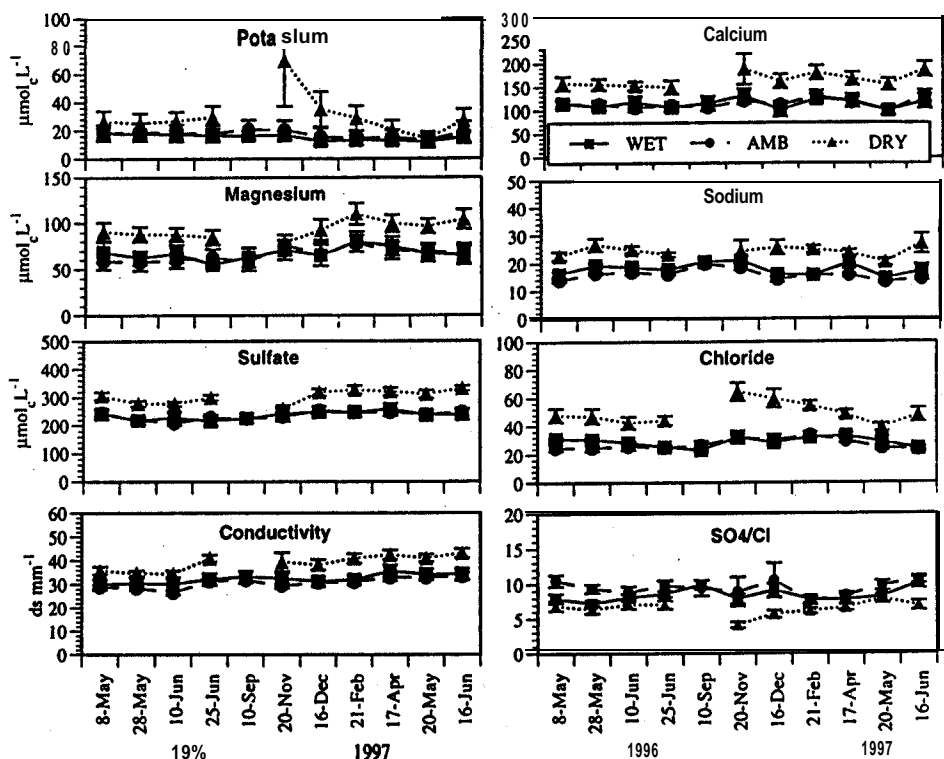 Pota slum
100
80
60
40
20
0
μmolcL-1
Calcium
300
250
200
150
100
50
0
WET AMB DRY
Magnesium
150
100
50
0
μmolcL-1
Sodium
50
40
30
20
10
0
Sulfate
500
400
300
200
100
0
μmolcL-1
Chloride
100
80
60
40
20
0
Conductivity
60
50
40
30
20
10
0
ds mm-1
SO4/Cl
20
15
10
5
0
8-May
28-May
10-Jun
25-Jun
10-Sep
20-Nov
16-Dec
21-Feb
17-Apr
20-May
16-Jun
19% 1997
8-May
28-May
10-Jun
25-Jun
10-Sep
20-Nov
16-Dec
21-Feb
17-Apr
20-May
16-Jun
1996 1997